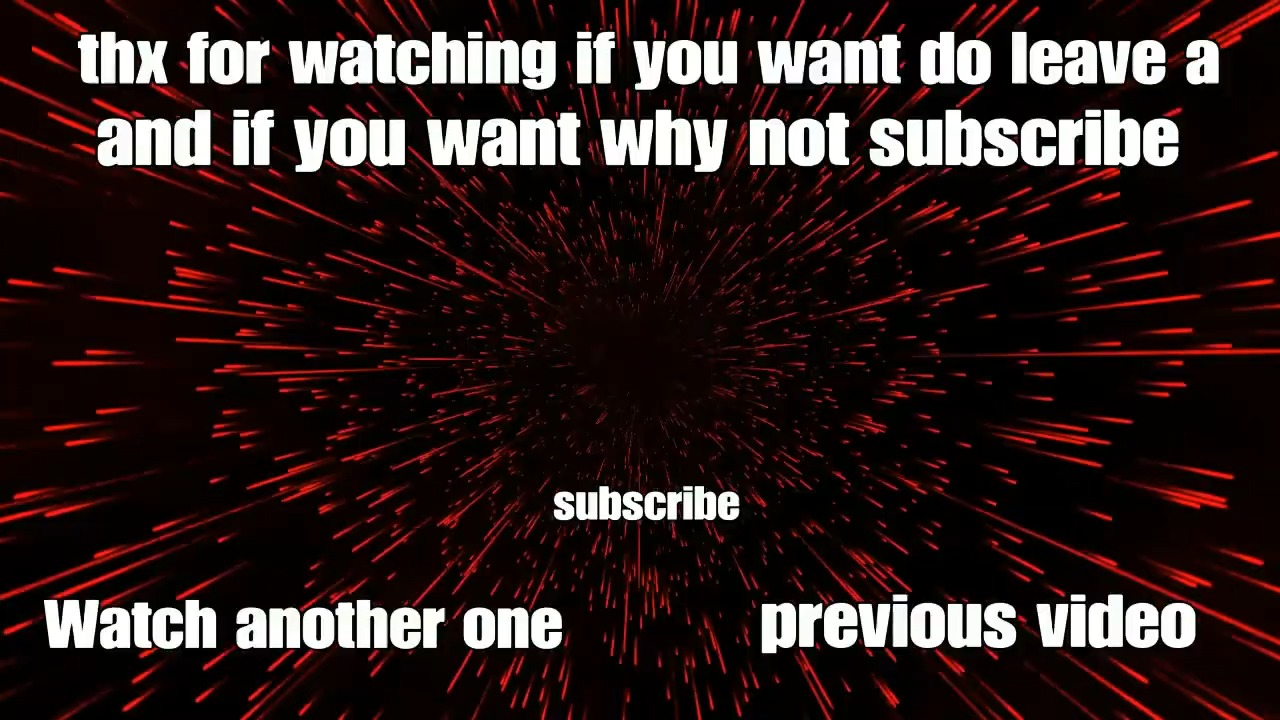 thx for watching if you want do leave a
and if you want why not subscribe
subscribe
Watch another one
previous video